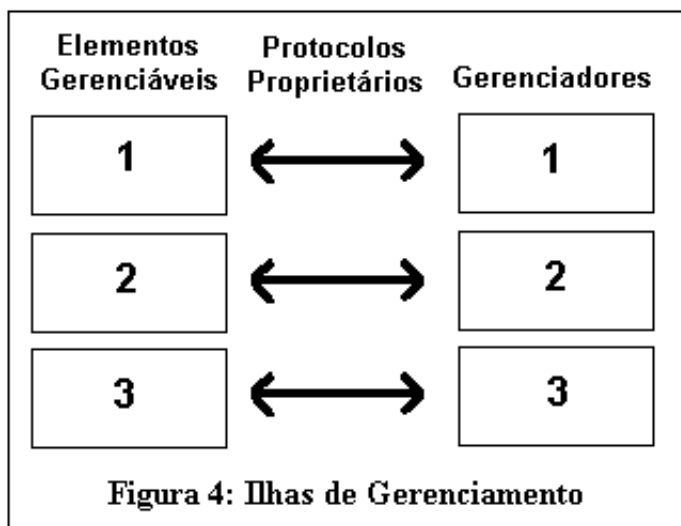 Elementos Gerenciáveis
Protocolos Proprietários
Gerenciadores
1
1
2
2
3
3
Figura 4: Ilhas de Gerenciamento